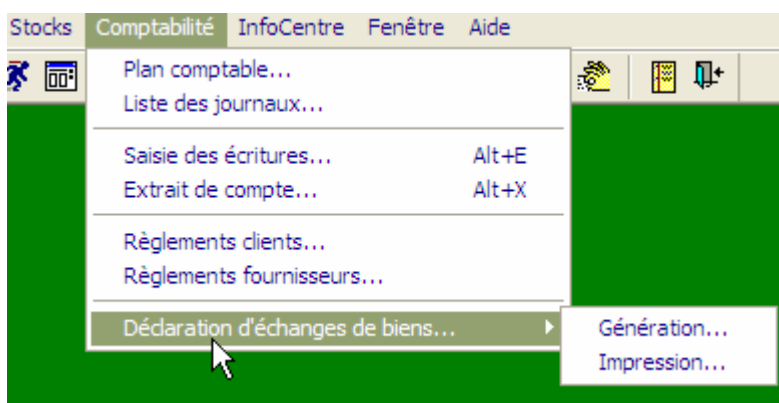 Stocks Comptabilité InfoCentre Fenêtre Aide
Plan comptable...
Liste des journaux...
Saisie des écritures... Alt+E
Extrait de compte... Alt+X
Règlements clients...
Règlements fournisseurs...
Déclaration d'échanges de biens...
Génération...
Impression...